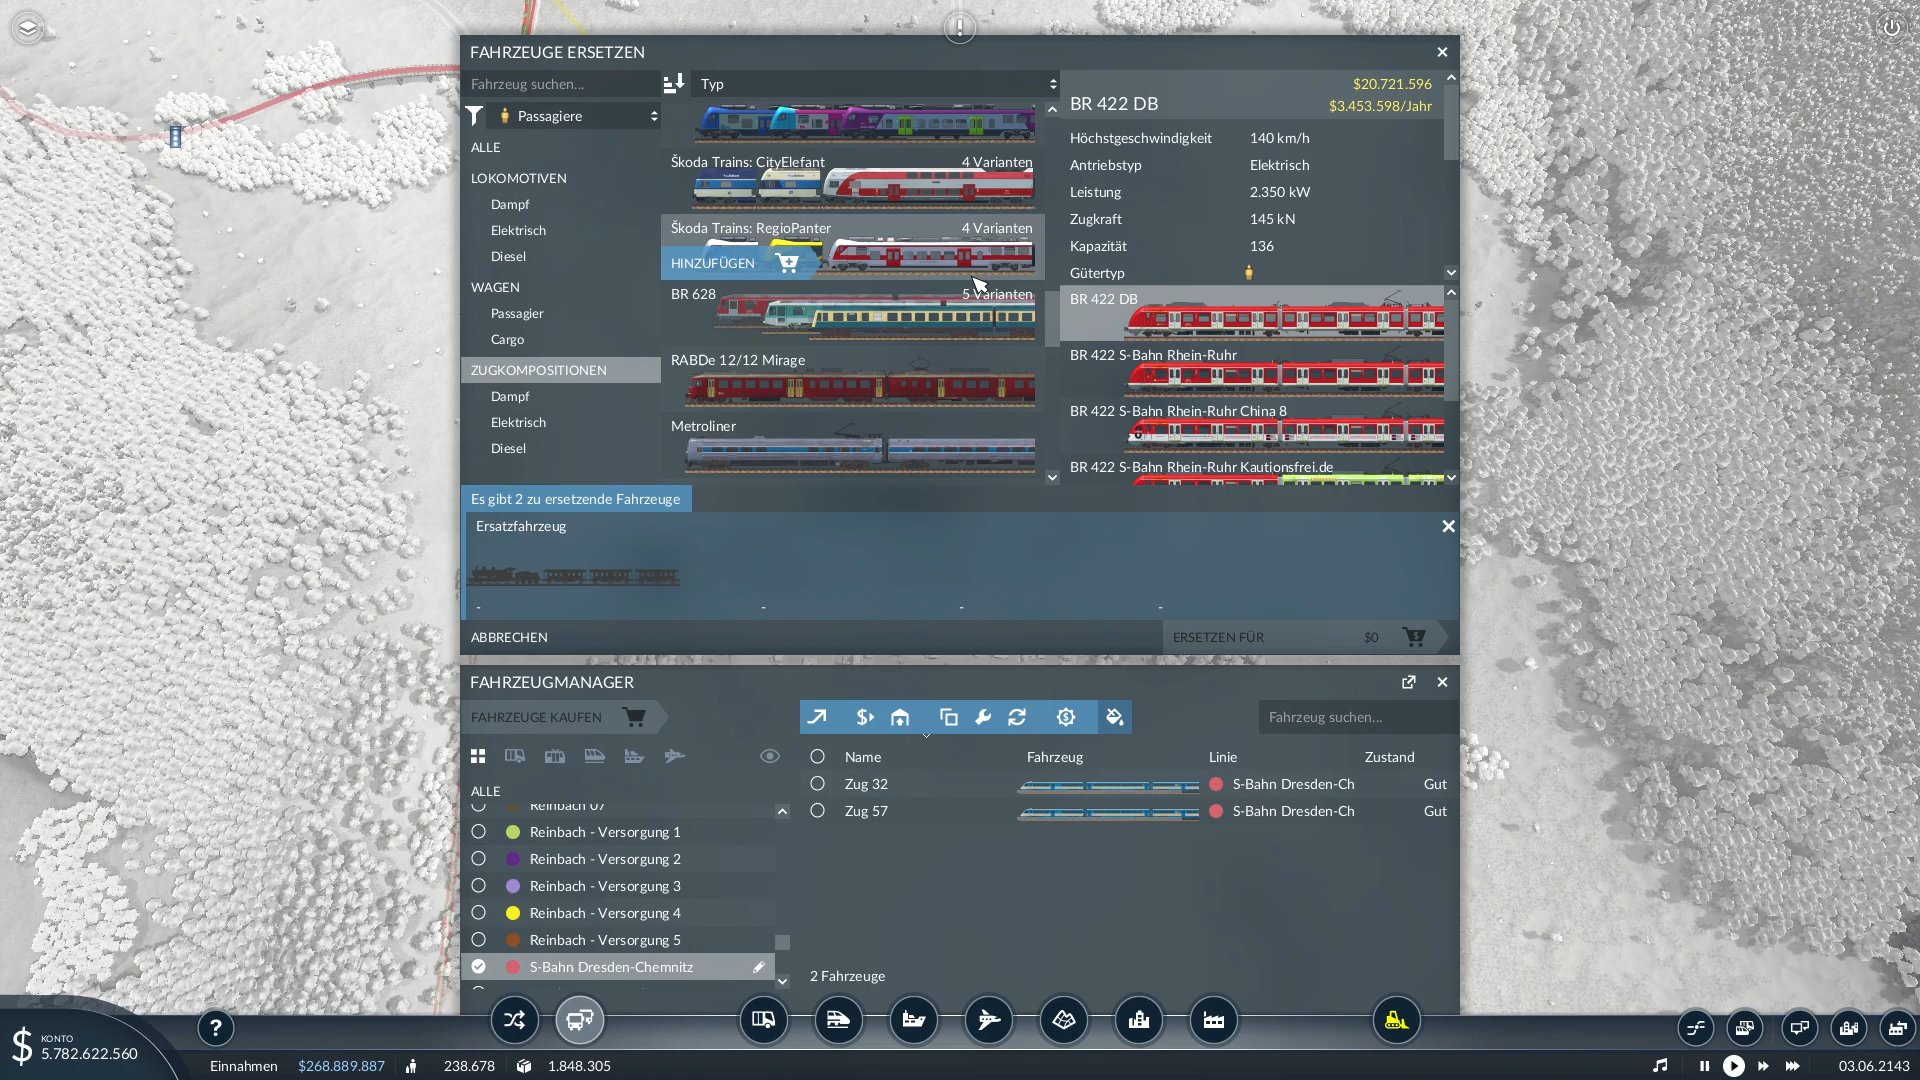 FAHRZEUGE ERSETZEN
Fahrzeug suchen...
Typ
Passagiere
ALLE
LOKOMOTIVEN
Dampf
Elektrisch
Diesel
WAGEN
Passagier
Cargo
ZUGKOMPOSITIONEN
Dampf
Elektrisch
Diesel
Škoda Trains: CityElefant 4 Varianten
Škoda Trains: RegioPanter 4 Varianten
HINZUFÜGEN
BR 628 5 Varianten
RABDe 12/12 Mirage
Metroliner
$20.721.596
BR 422 DB
$3.453.598/Jahr
Höchstgeschwindigkeit 140 km/h
Antriebstyp Elektrisch
Leistung 2.350 kW
Zugkraft 145 kN
Kapazität 136
Gütertyp
BR 422 DB
BR 422 S-Bahn Rhein-Ruhr
BR 422 S-Bahn Rhein-Ruhr China 8
BR 422 S-Bahn Rhein-Ruhr Kautionsfrei.de
Es gibt 2 zu ersetzende Fahrzeuge
Ersatzfahrzeug
- - - -
ABBRECHEN
ERSETZEN FÜR $0
FAHRZEUGMANAGER
FAHRZEUGE KAUFEN
Fahrzeug suchen...
ALLE
Reinbach 07
Reinbach - Versorgung 1
Reinbach - Versorgung 2
Reinbach - Versorgung 3
Reinbach - Versorgung 4
Reinbach - Versorgung 5
S-Bahn Dresden-Chemnitz
Name Fahrzeug Linie Zustand
Zug 32 S-Bahn Dresden-Ch Gut
Zug 57 S-Bahn Dresden-Ch Gut
2 Fahrzeuge
KONTO
5.782.622.560
Einnahmen $268.889.887 238.678 1.848.305
03.06.2143